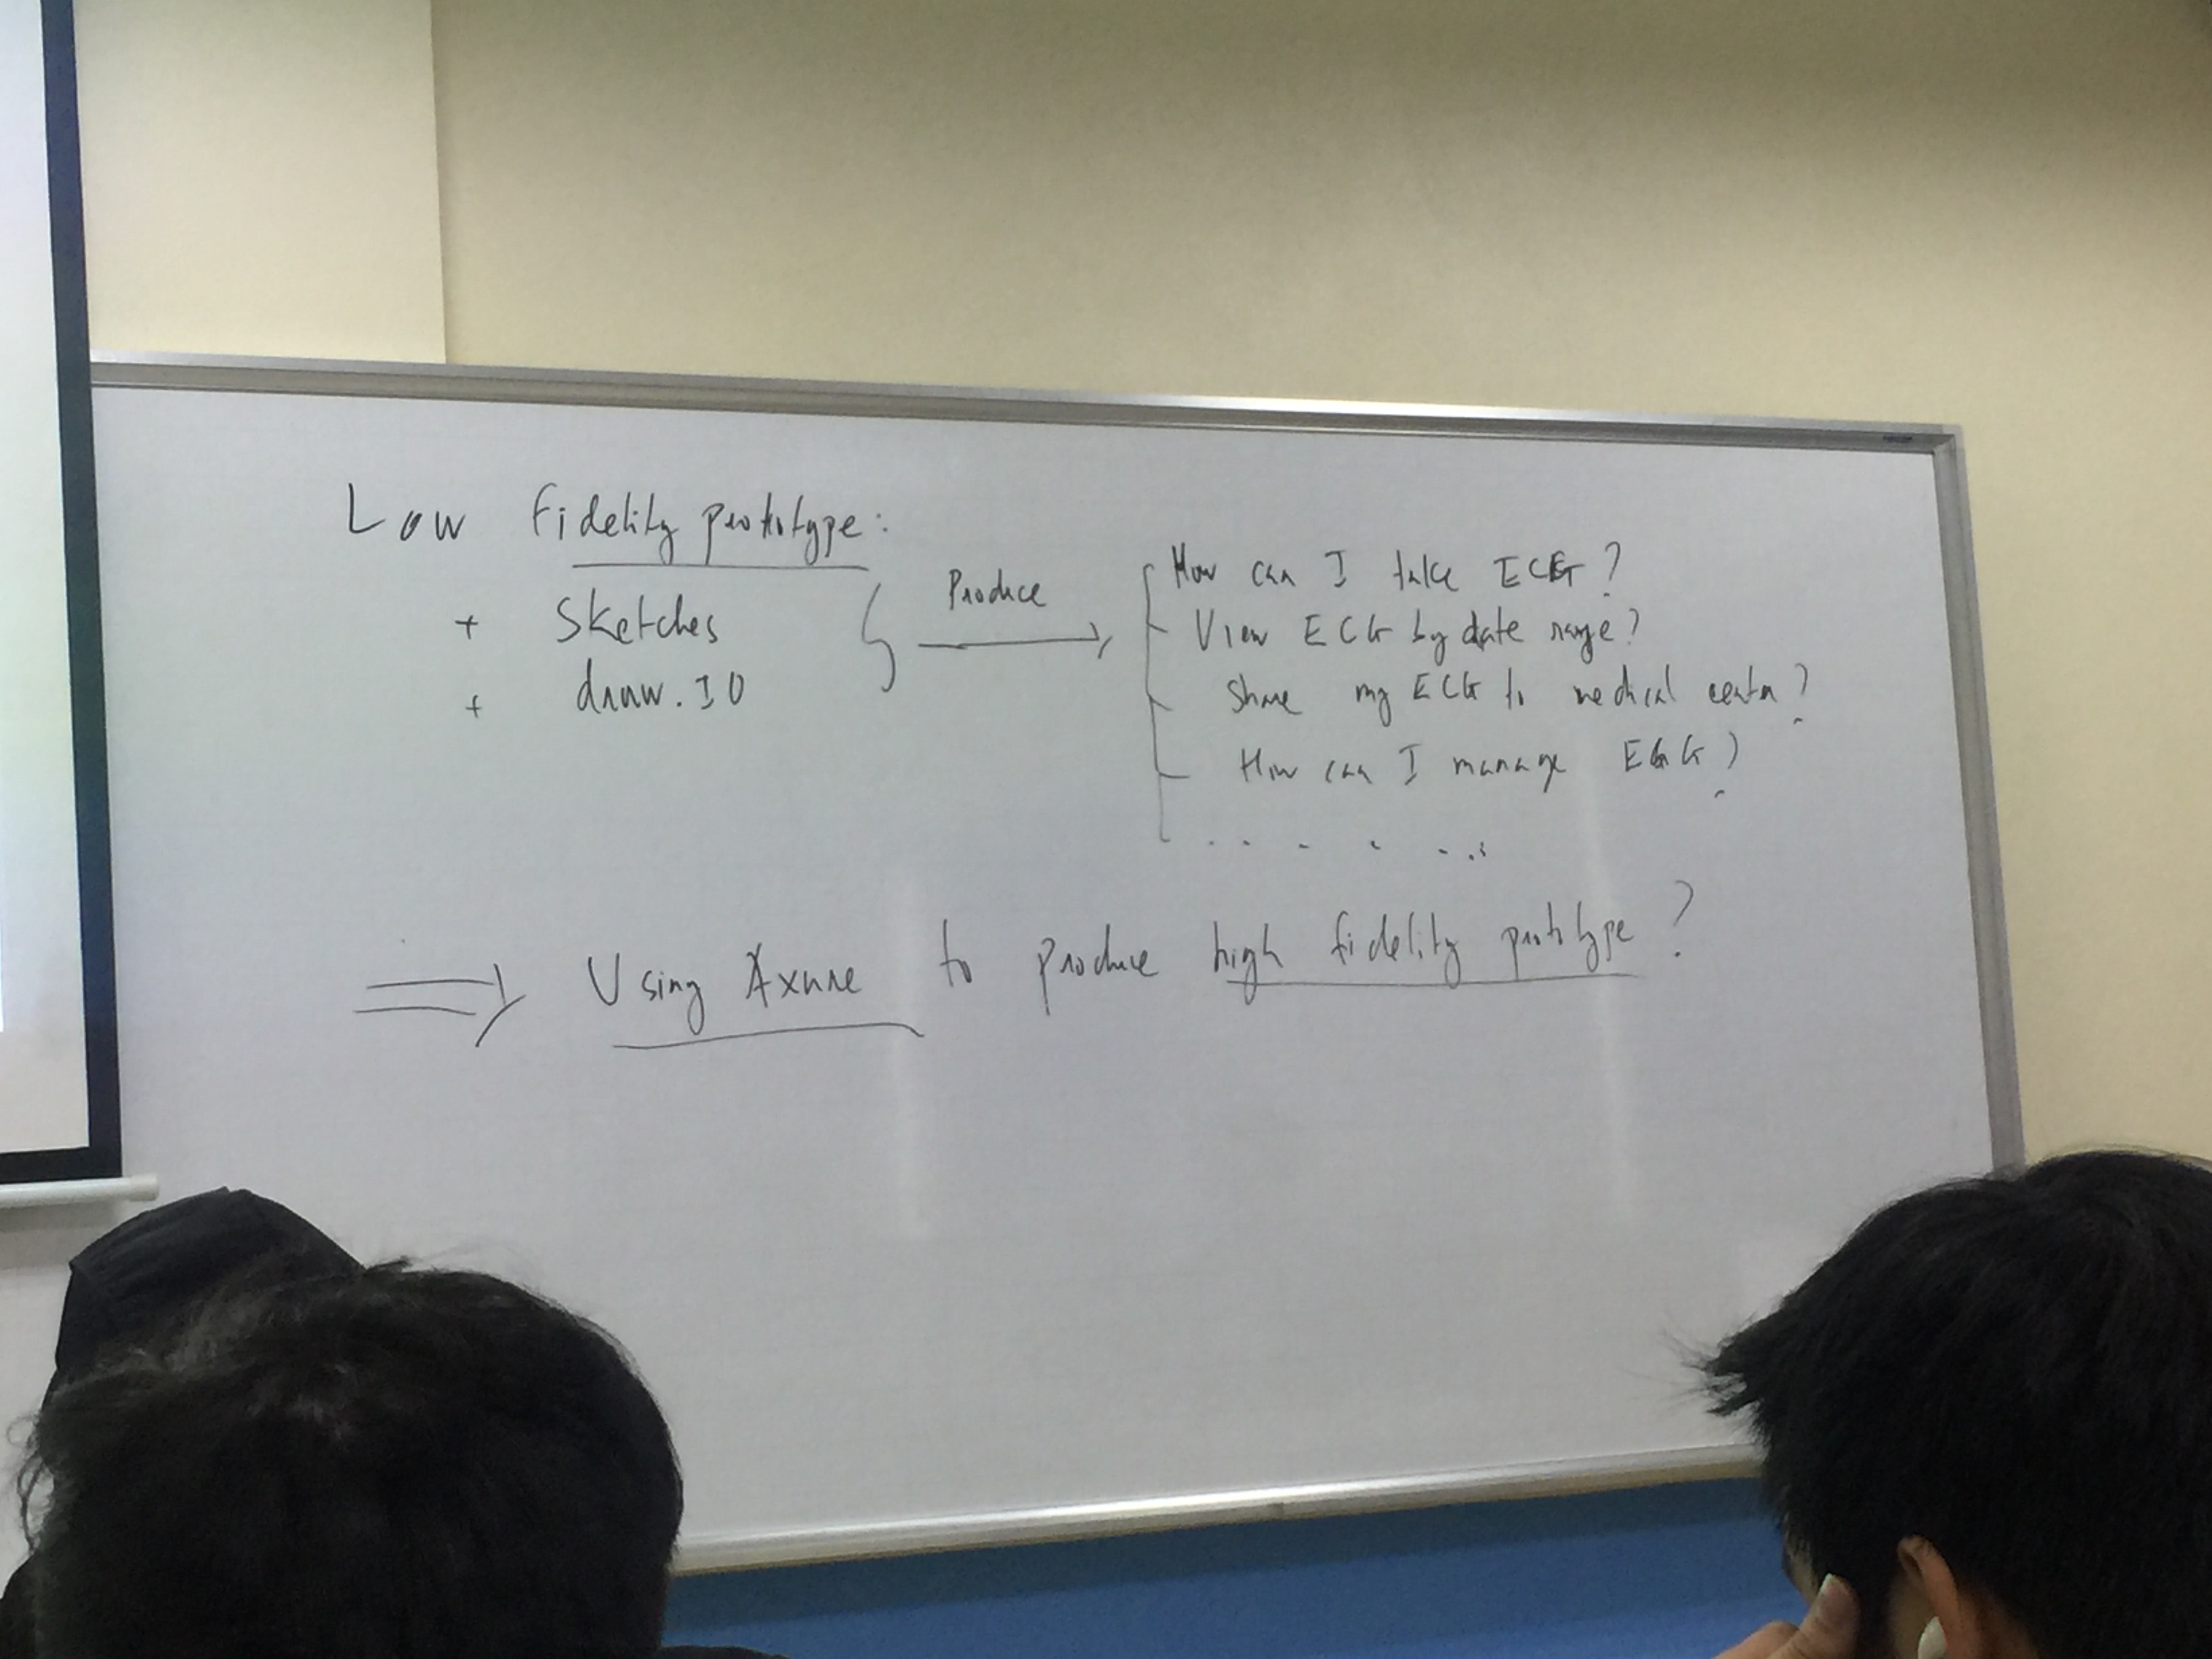 Low fidelity prototype:
+ Sketches
+ draw.IO
Produce
How can I take ECG?
View ECG by date range?
Share my ECG to medical center?
How can I manage ECG?
. . . . . .
⇒ Using Axure to produce high fidelity prototype?